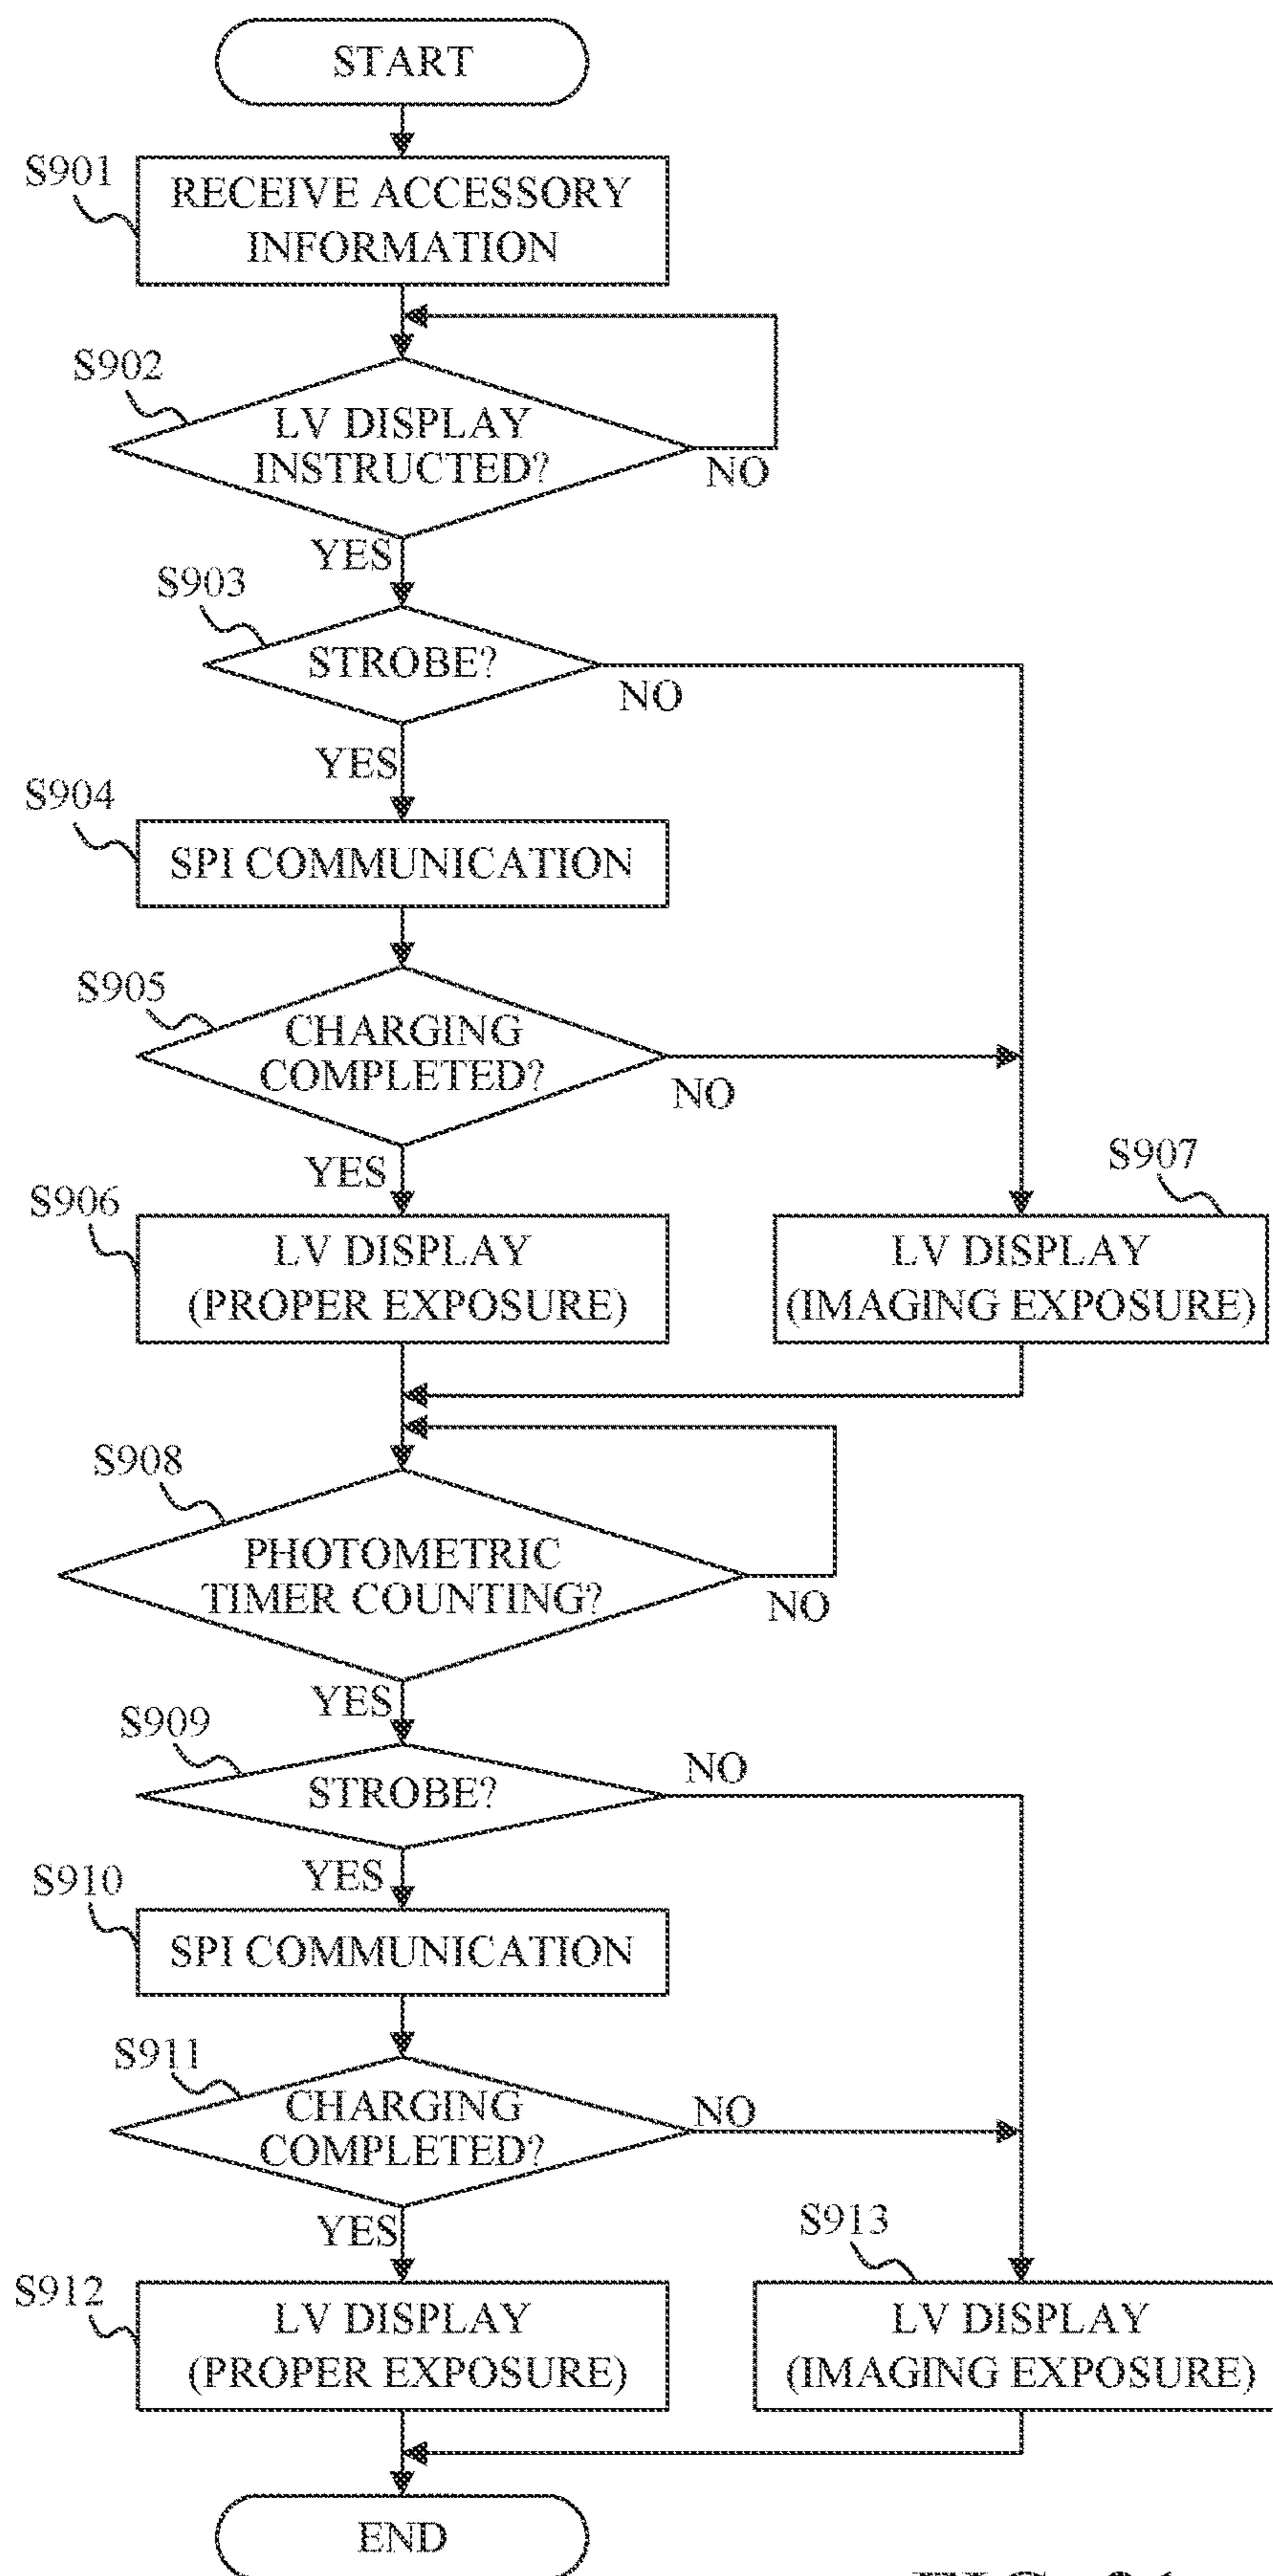 START
S901
RECEIVE ACCESSORY
INFORMATION
S902
LV DISPLAY
INSTRUCTED?
NO
YES
S903
STROBE?
NO
YES
S904
SPI COMMUNICATION
S905
CHARGING
COMPLETED?
NO
YES
S906
LV DISPLAY
(PROPER EXPOSURE)
S907
LV DISPLAY
(IMAGING EXPOSURE)
S908
PHOTOMETRIC
TIMER COUNTING?
NO
YES
S909
STROBE?
NO
YES
S910
SPI COMMUNICATION
S911
CHARGING
COMPLETED?
NO
YES
S912
LV DISPLAY
(PROPER EXPOSURE)
S913
LV DISPLAY
(IMAGING EXPOSURE)
END